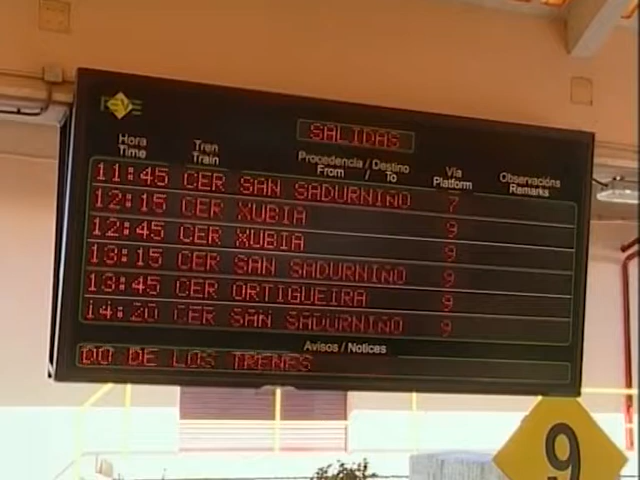 FEVE
SALIDAS
Hora Tren Procedencia / Destino Vía Observacións
Time Train From / To Platform Remarks
11:45 CER SAN SADURNIÑO 7
12:15 CER XUBIA 9
12:45 CER XUBIA 9
13:15 CER SAN SADURNIÑO 9
13:45 CER ORTIGUEIRA 9
14:20 CER SAN SADURNIÑO 9
Avisos / Notices
DO DE LOS TRENES
9